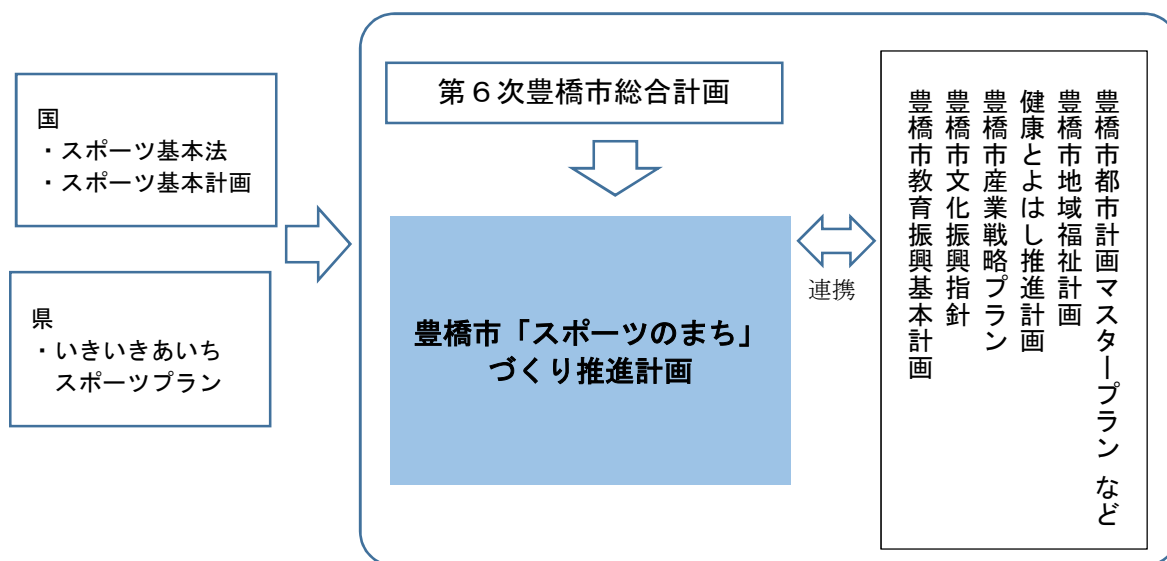 国
・スポーツ基本法
・スポーツ基本計画
県
・いきいきあいち
スポーツプラン
第６次豊橋市総合計画
豊橋市「スポーツのまち」
づくり推進計画
連携
豊橋市都市計画マスタープラン など
豊橋市地域福祉計画
健康とよはし推進計画
豊橋市産業戦略プラン
豊橋市文化振興指針
豊橋市教育振興基本計画